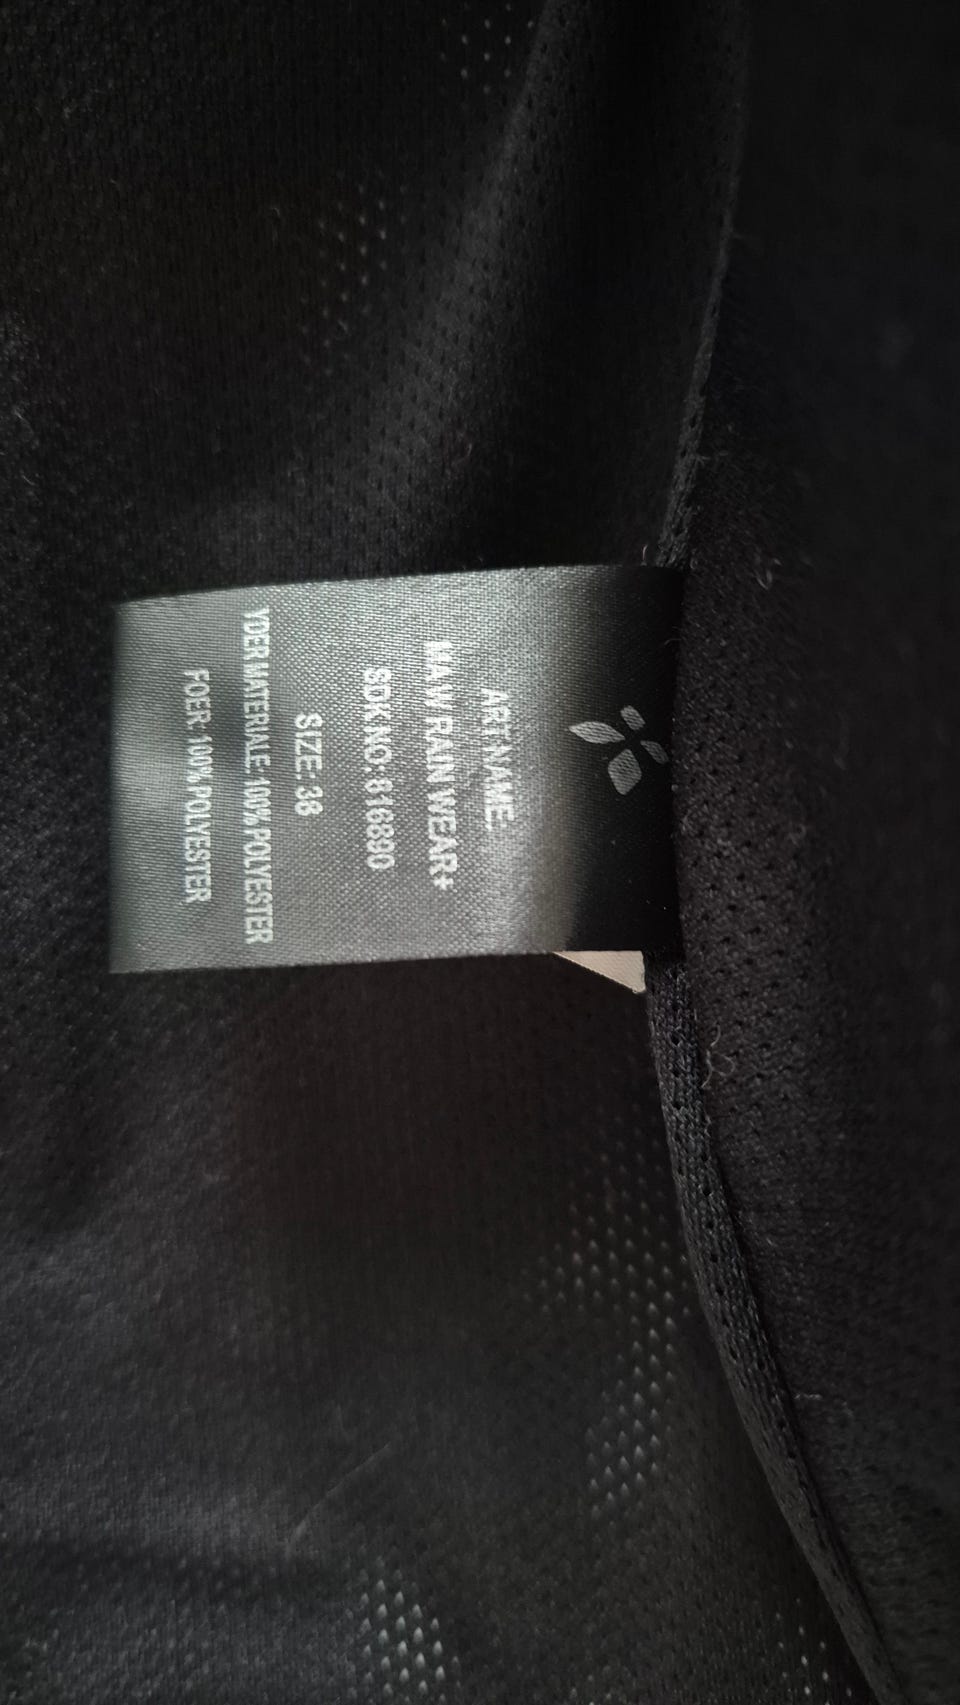 ART NAME:
MAW RAIN WEAR+
SDK NO: 816890
SIZE: 38
YDER MATERIALE: 100% POLYESTER
FOER: 100% POLYESTER